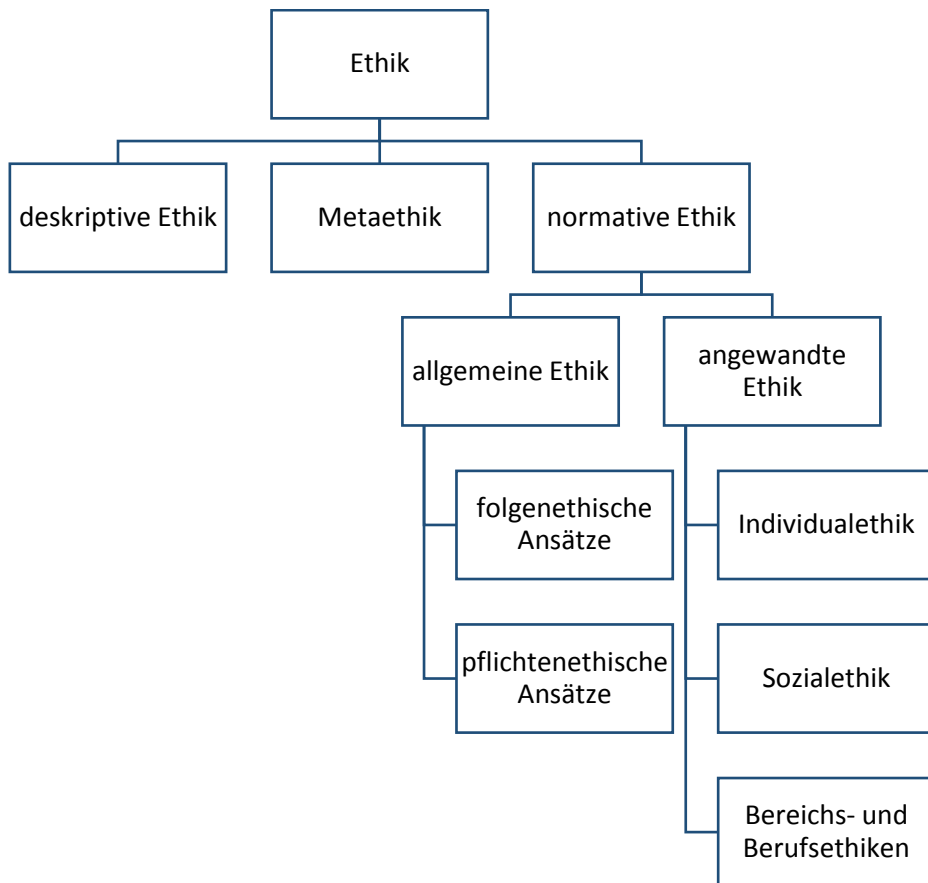 Ethik
deskriptive Ethik
Metaethik
normative Ethik
allgemeine Ethik
angewandte
Ethik
folgenethische
Ansätze
Individualethik
pflichtenethische
Ansätze
Sozialethik
Bereichs- und
Berufsethiken